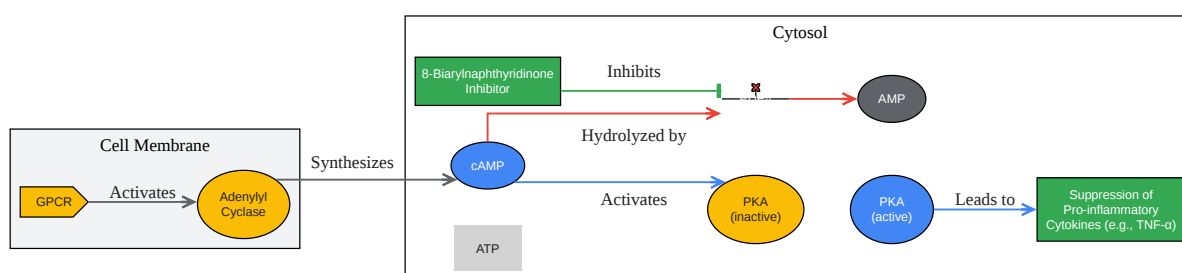 Cytosol
8-Biarylnaphthyridinone
Inhibitor
Inhibits
AMP
Hydrolyzed by
Cell Membrane
GPCR
Activates
Adenylyl
Cyclase
Synthesizes
cAMP
Activates
PKA
(inactive)
PKA
(active)
Leads to
Suppression of
Pro-inflammatory
Cytokines (e.g., TNF-α)
ATP